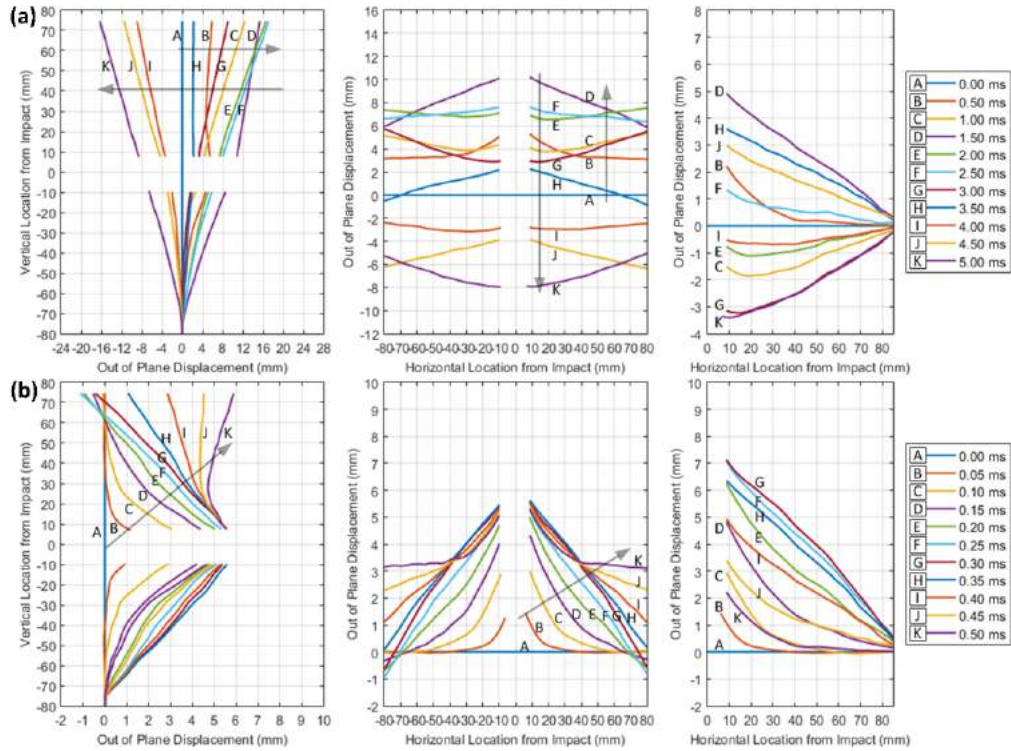 (a)
80
70
60
50
40
30
20
10
0
-10
-20
-30
-40
-50
-60
-70
-80
Vertical Location from Impact (mm)
-24 -20 -16 -12 -8 -4 0 4 8 12 16 20 24 28
Out of Plane Displacement (mm)
A B C D
K J I H G
E F
16
14
12
10
8
6
4
2
0
-2
-4
-6
-8
-10
-12
Out of Plane Displacement (mm)
-80 -70 -60 -50 -40 -30 -20 -10 0 10 20 30 40 50 60 70 80
Horizontal Location from Impact (mm)
D
F
E
C
B
G
H
A
I
J
K
8
7
6
5
4
3
2
1
0
-1
-2
-3
-4
Out of Plane Displacement (mm)
0 10 20 30 40 50 60 70 80
Horizontal Location from Impact (mm)
D
H
J
B
F
I
E
C
G
K
A 0.00 ms
B 0.50 ms
C 1.00 ms
D 1.50 ms
E 2.00 ms
F 2.50 ms
G 3.00 ms
H 3.50 ms
I 4.00 ms
J 4.50 ms
K 5.00 ms
(b)
80
70
60
50
40
30
20
10
0
-10
-20
-30
-40
-50
-60
-70
-80
Vertical Location from Impact (mm)
-2 -1 0 1 2 3 4 5 6 7 8 9 10
Out of Plane Displacement (mm)
A B C D E F G H I J K
10
9
8
7
6
5
4
3
2
1
0
-1
-2
Out of Plane Displacement (mm)
-80 -70 -60 -50 -40 -30 -20 -10 0 10 20 30 40 50 60 70 80
Horizontal Location from Impact (mm)
A B C D E F G H I J K
10
9
8
7
6
5
4
3
2
1
0
-1
-2
Out of Plane Displacement (mm)
0 10 20 30 40 50 60 70 80
Horizontal Location from Impact (mm)
G
F
H
D
E
I
C
J
B
K
A
A 0.00 ms
B 0.05 ms
C 0.10 ms
D 0.15 ms
E 0.20 ms
F 0.25 ms
G 0.30 ms
H 0.35 ms
I 0.40 ms
J 0.45 ms
K 0.50 ms